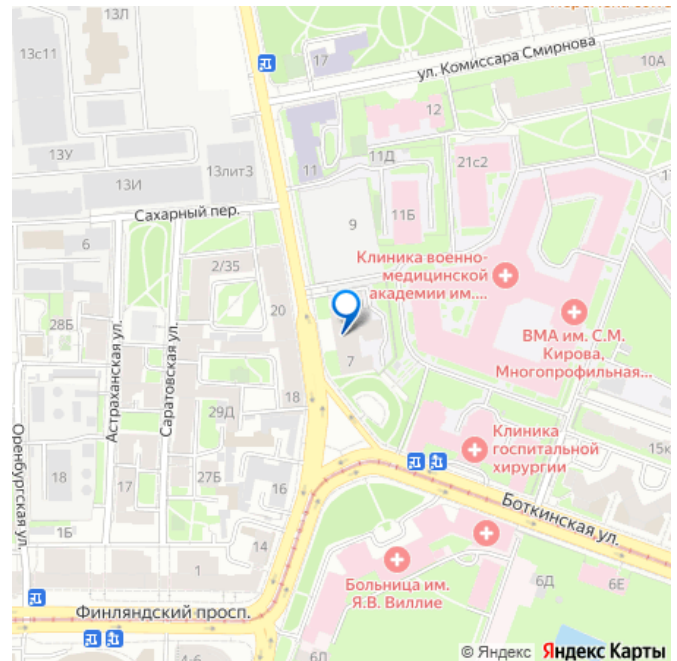 13с11
13Л
17
ул. Комиссара Смирнова
10А
12
13У
13лит3
11
11Д
21с2
13И
Сахарный пер.
9
11Б
6
2/35
Клиника военно-
медицинской
академии им....
20
28Б
ВМА им. С.М.
Кирова,
Многопрофильная...
Астраханская ул.
Саратовская ул.
7
18
29Д
Клиника
госпитальной
хирургии
15к
Оренбургская ул.
18
27Б
17
16
Боткинская ул.
1Б
14
1
Больница им.
Я.В. Виллие
6Д
6Е
Финляндский просп.
4-6
6Л
© Яндекс Яндекс Карты